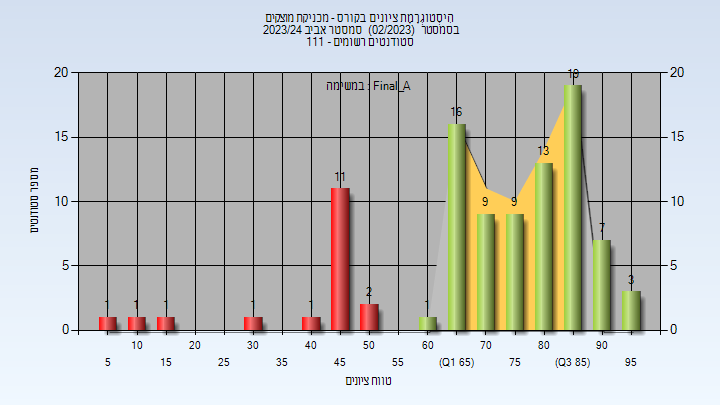 היסטוגרמת ציונים בקורס - מכניקת מוצקים
בסמסטר (02/2023) סמסטר אביב 2023/24
סטודנטים רשומים - 111
במשימה : Final_A
20 20
15 15
10 10
5 5
0 0
מספר סטודנטים
1 1 1 1 1 11 2 1 16 9 9 13 19 7 3
10 20 30 40 50 60 70 80 90
5 15 25 35 45 55 (Q1 65) 75 (Q3 85) 95
טווח ציונים